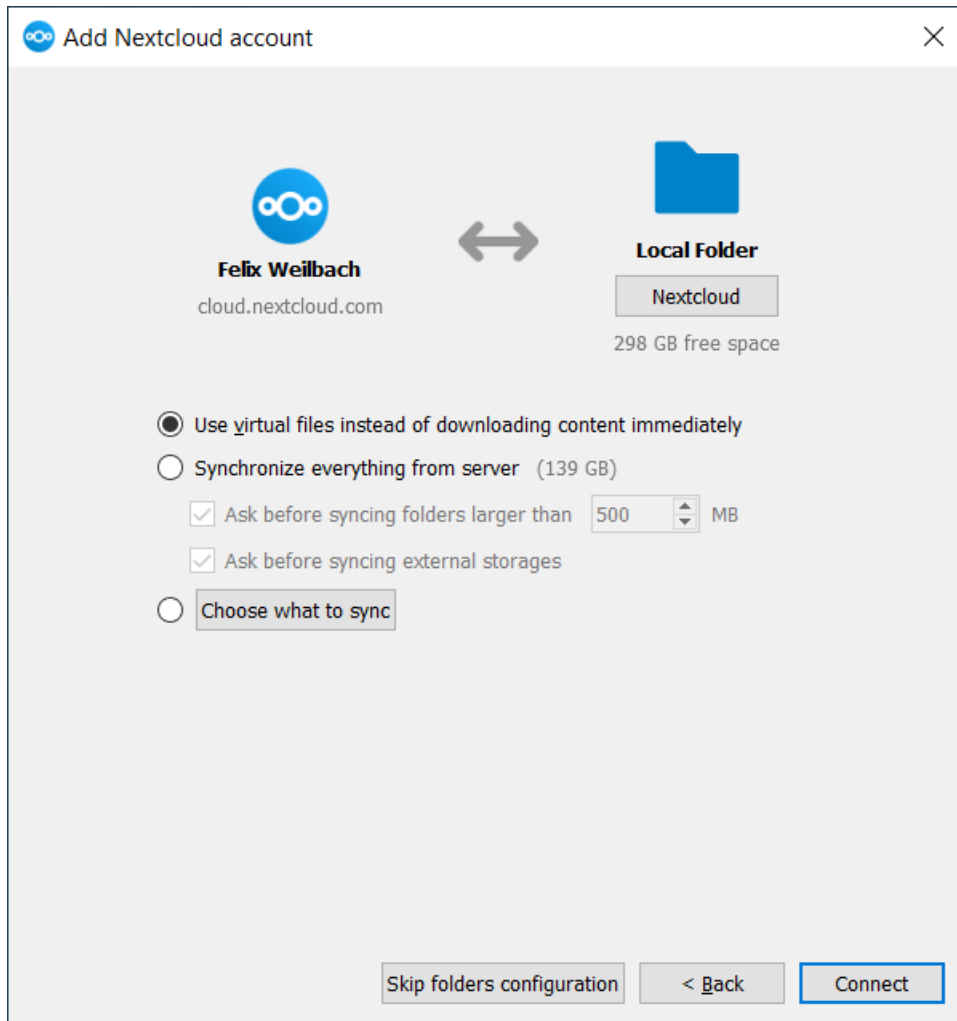 Add Nextcloud account
Felix Weilbach
cloud.nextcloud.com
Local Folder
Nextcloud
298 GB free space
Use virtual files instead of downloading content immediately
Synchronize everything from server (139 GB)
Ask before syncing folders larger than 500 MB
Ask before syncing external storages
Choose what to sync
Skip folders configuration < Back Connect